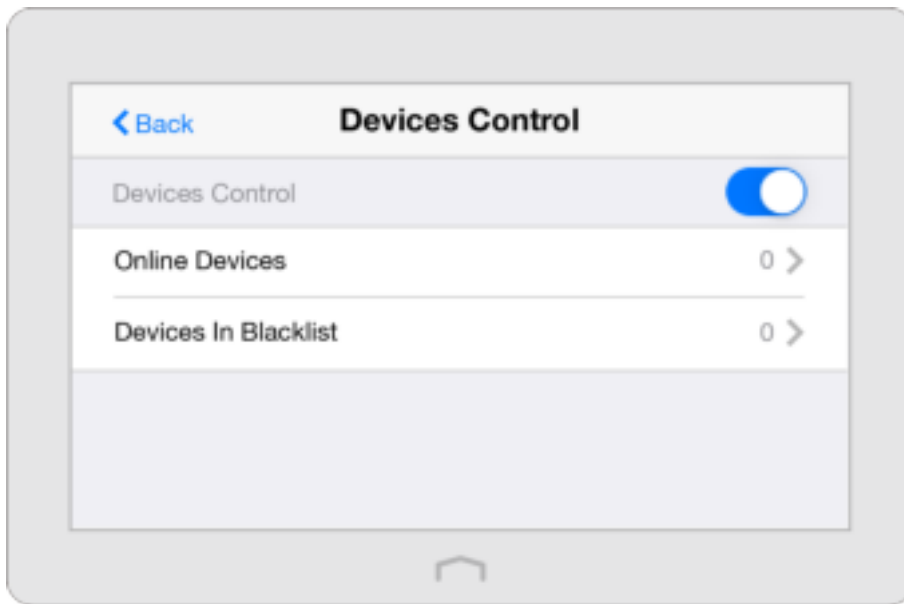 Back Devices Control
Devices Control
Online Devices 0
Devices In Blacklist 0